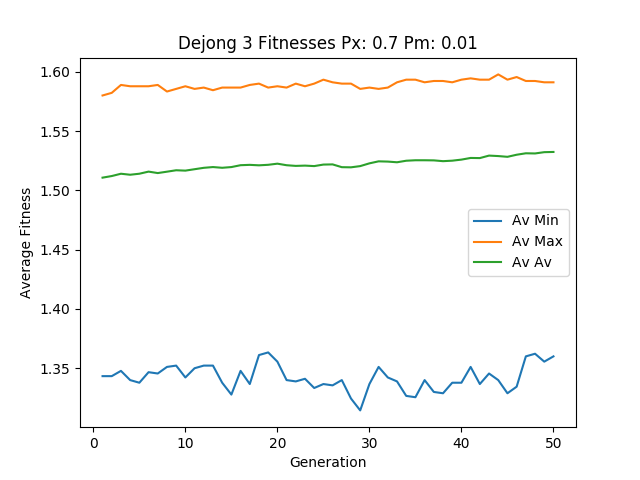 Dejong 3 Fitnesses Px: 0.7 Pm: 0.01
1.60
1.55
1.50
1.45
1.40
1.35
Average Fitness
Av Min
Av Max
Av Av
0
10
20
30
40
50
Generation